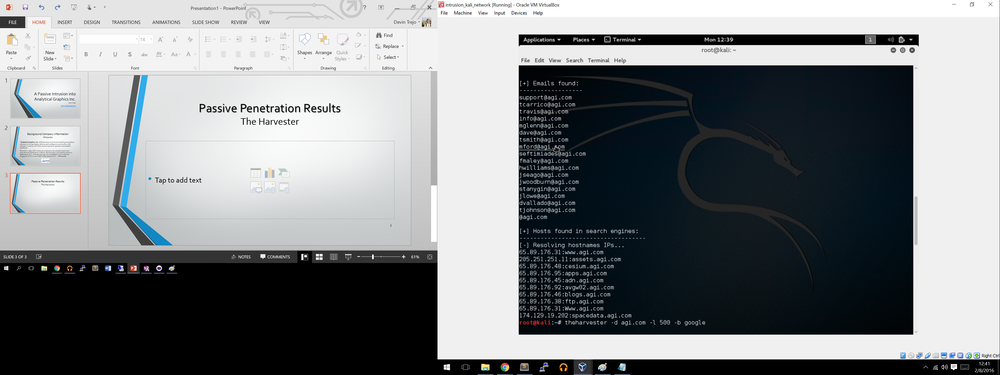 Presentation1 - PowerPoint
?
FILE
HOME
INSERT
DESIGN
TRANSITIONS
ANIMATIONS
SLIDE SHOW
REVIEW
VIEW
Devin Trejo
Paste
New
Slide
14
B I U S abc AV Aa A
Shapes
Arrange
Quick
Styles
Find
Replace
Select
Clipboard
Slides
Font
Paragraph
Drawing
Editing
1
A Passive Intrusion into
Analytical Graphics Inc.
2
Background Company Information
Wikipedia
3
Passive Penetration Results
The Harvester
Passive Penetration Results
The Harvester
Tap to add text
3
SLIDE 3 OF 3
NOTES
COMMENTS
61%
intrusion_kali_network [Running] - Oracle VM VirtualBox
File Machine View Input Devices Help
Applications Places Terminal Mon 12:39 1
root@kali: ~
File Edit View Search Terminal Help
[+] Emails found:
------------------
support@agi.com
tcarrico@agi.com
travis@agi.com
info@agi.com
mglenn@agi.com
dave@agi.com
tsmith@agi.com
mford@agi.com
seftimiades@agi.com
fmaley@agi.com
hwilliams@agi.com
jseago@agi.com
jwoodburn@agi.com
stanygin@agi.com
jlowe@agi.com
dvallado@agi.com
tjohnson@agi.com
@agi.com
[+] Hosts found in search engines:
------------------------------------
[-] Resolving hostnames IPs...
65.89.176.31:www.agi.com
205.251.251.11:assets.agi.com
65.89.176.48:cesium.agi.com
65.89.176.95:apps.agi.com
65.89.176.45:adn.agi.com
65.89.176.92:avgw02.agi.com
65.89.176.46:blogs.agi.com
65.89.176.38:ftp.agi.com
65.89.176.31:Www.agi.com
174.129.19.202:spacedata.agi.com
root@kali:~# theharvester -d agi.com -l 500 -b google
Right Ctrl
12:41
2/8/2016